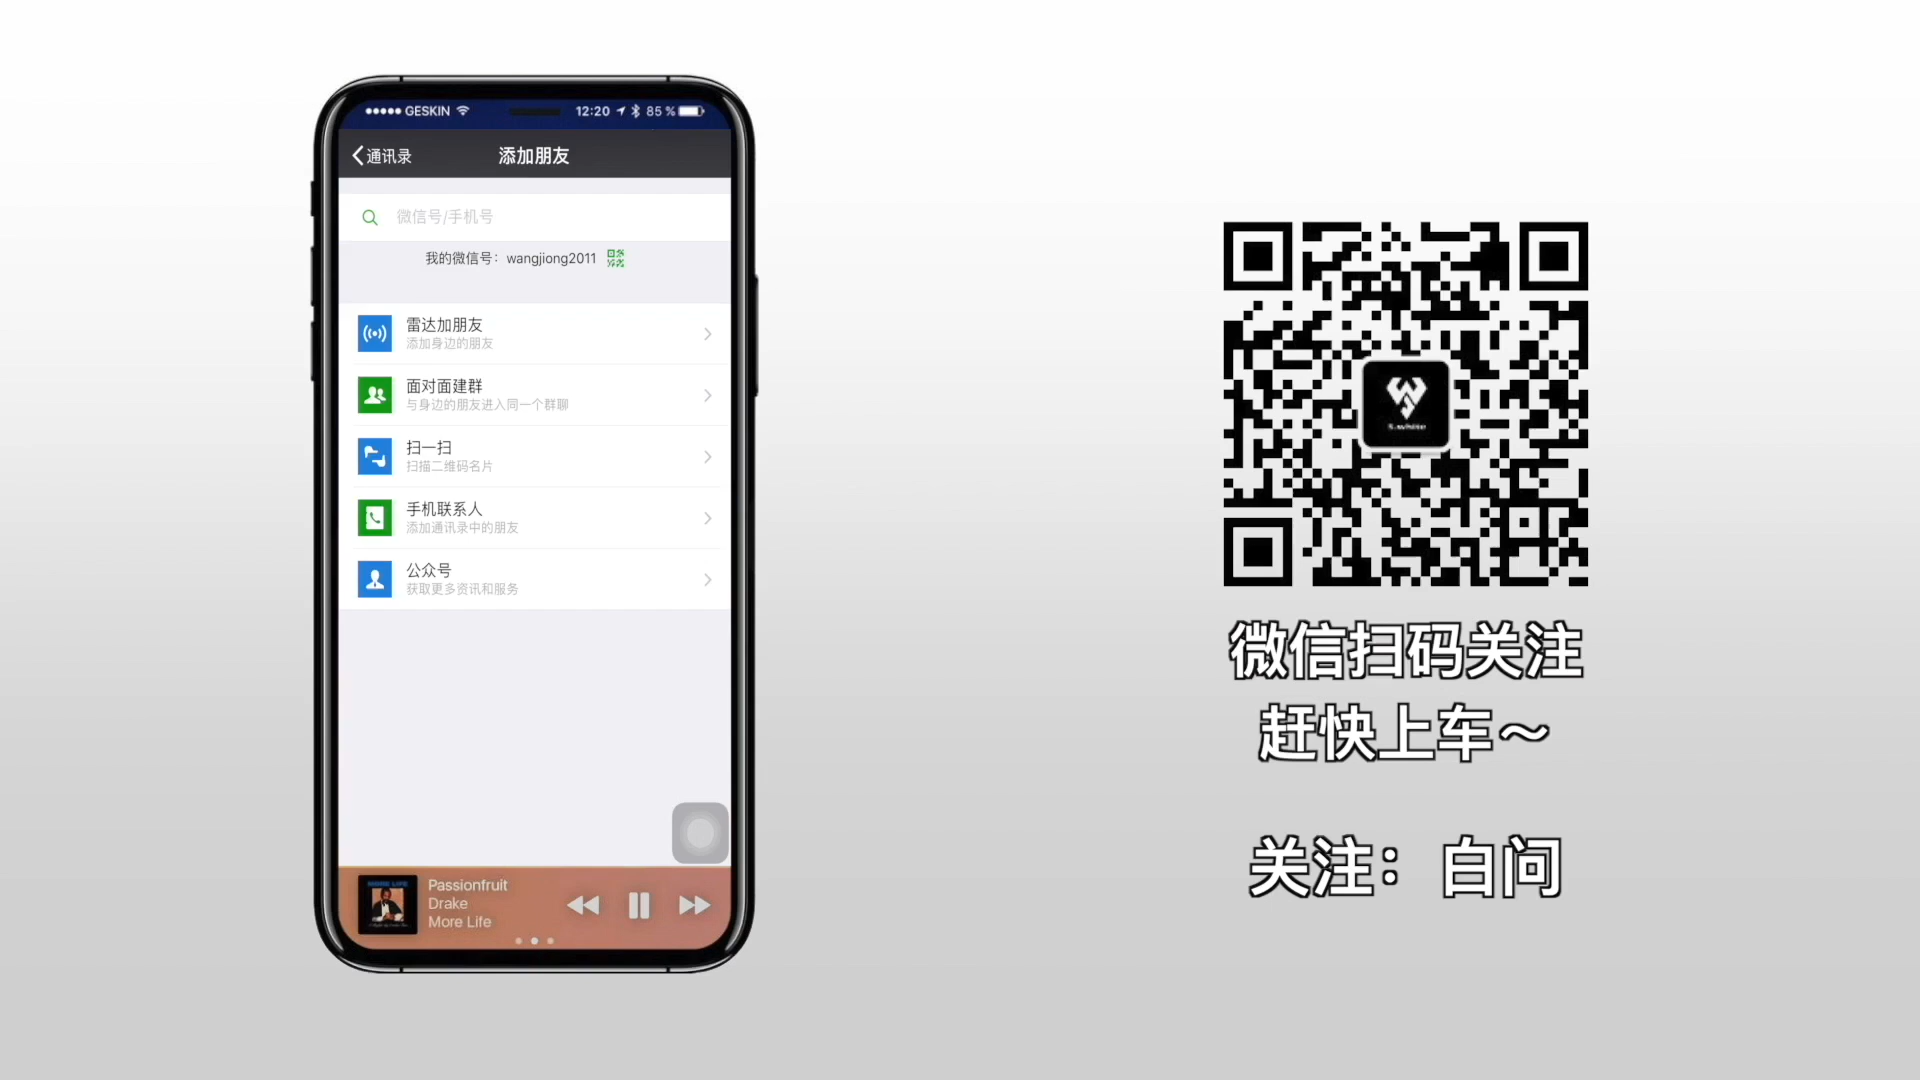 GESKIN
12:20
85 %
通讯录
添加朋友
微信号/手机号
我的微信号：wangjiong2011
雷达加朋友
添加身边的朋友
面对面建群
与身边的朋友进入同一个群聊
扫一扫
扫描二维码名片
手机联系人
添加通讯录中的朋友
公众号
获取更多资讯和服务
MORE LIFE
Passionfruit
Drake
More Life
S.white
微信扫码关注
赶快上车～
关注：白问